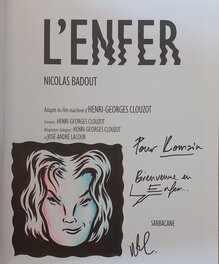 L'ENFER
NICOLAS BADOUT
Adapté du film inachevé d'HENRI-GEORGES CLOUZOT
Scénario : HENRI-GEORGES CLOUZOT
Adaptation, dialogues : HENRI-GEORGES CLOUZOT
et JOSÉ-ANDRÉ LACOUR
Pour Romain
Bienvenue en
Enfer...
SARBACANE